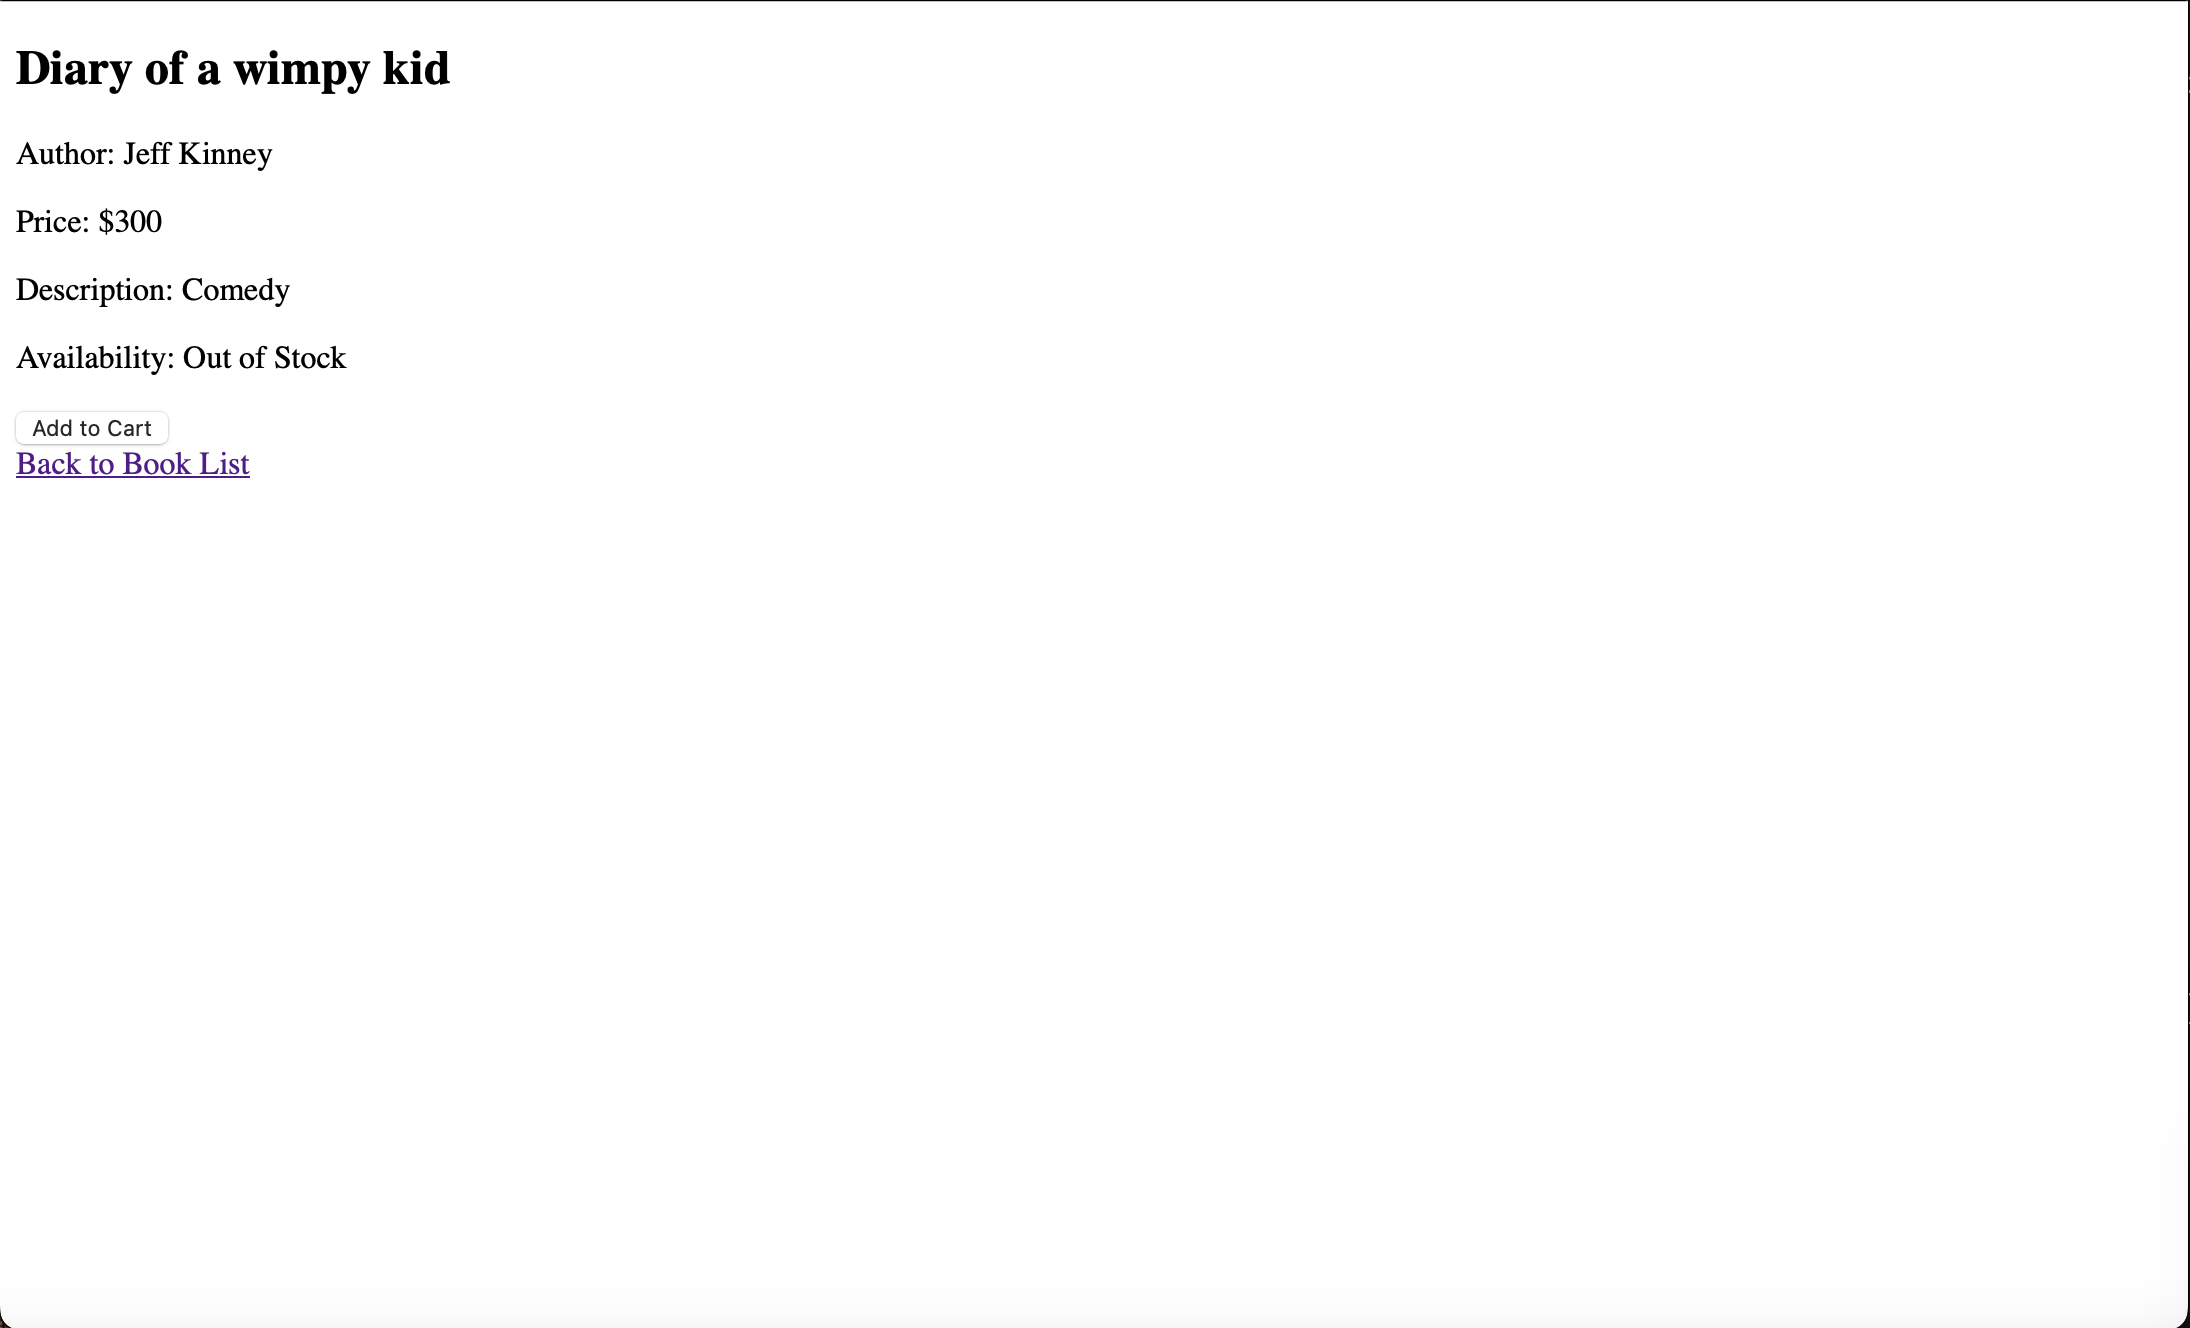 Diary of a wimpy kid
Author: Jeff Kinney
Price: $300
Description: Comedy
Availability: Out of Stock
Add to Cart
Back to Book List